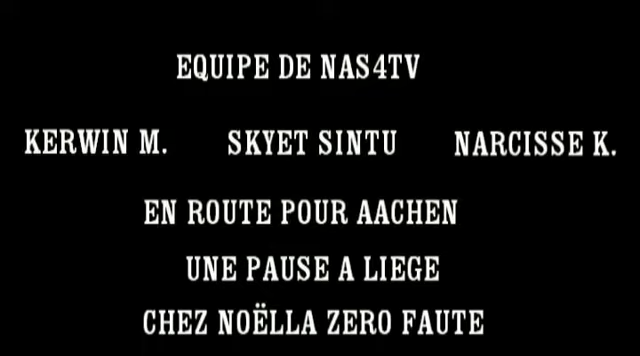 EQUIPE DE NAS4TV
KERWIN M. SKYET SINTU NARCISSE K.
EN ROUTE POUR AACHEN
UNE PAUSE A LIEGE
CHEZ NOËLLA ZERO FAUTE